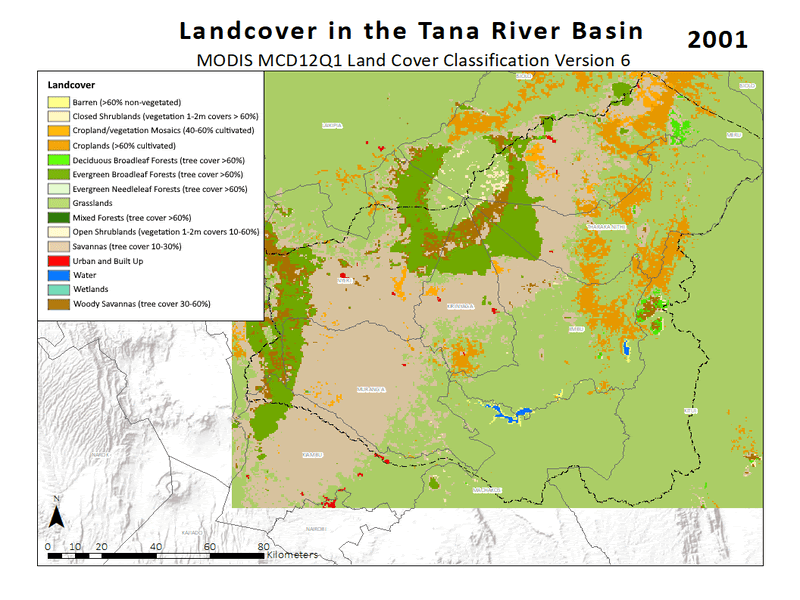 Landcover in the Tana River Basin
2001
MODIS MCD12Q1 Land Cover Classification Version 6
Landcover
Barren (>60% non-vegetated)
Closed Shrublands (vegetation 1-2m covers > 60%)
Cropland/vegetation Mosaics (40-60% cultivated)
Croplands (>60% cultivated)
Deciduous Broadleaf Forests (tree cover >60%)
Evergreen Broadleaf Forests (tree cover >60%)
Evergreen Needleleaf Forests (tree cover >60%)
Grasslands
Mixed Forests (tree cover >60%)
Open Shrublands (vegetation 1-2m covers 10-60%)
Savannas (tree cover 10-30%)
Urban and Built Up
Water
Wetlands
Woody Savannas (tree cover 30-60%)
ISIOLO
LAIKIPIA
MERU
THARAKA NITHI
NYERI
KIRINYAGA
EMBU
MURANG'A
KITUI
KIAMBU
NAROK
MACHAKOS
NAIROBI
KAJIADO
N
0 10 20 40 60 80
Kilometers